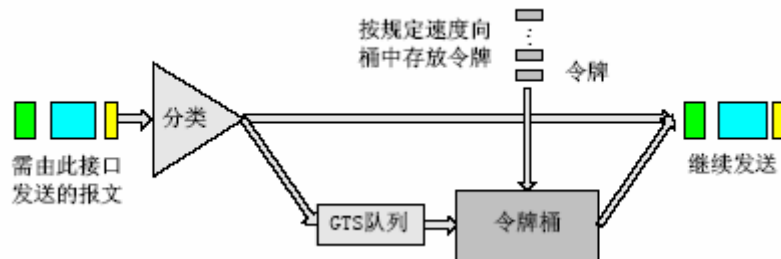 按规定速度向
桶中存放令牌
令牌
分类
需由此接口
发送的报文
继续发送
GTS队列
令牌桶